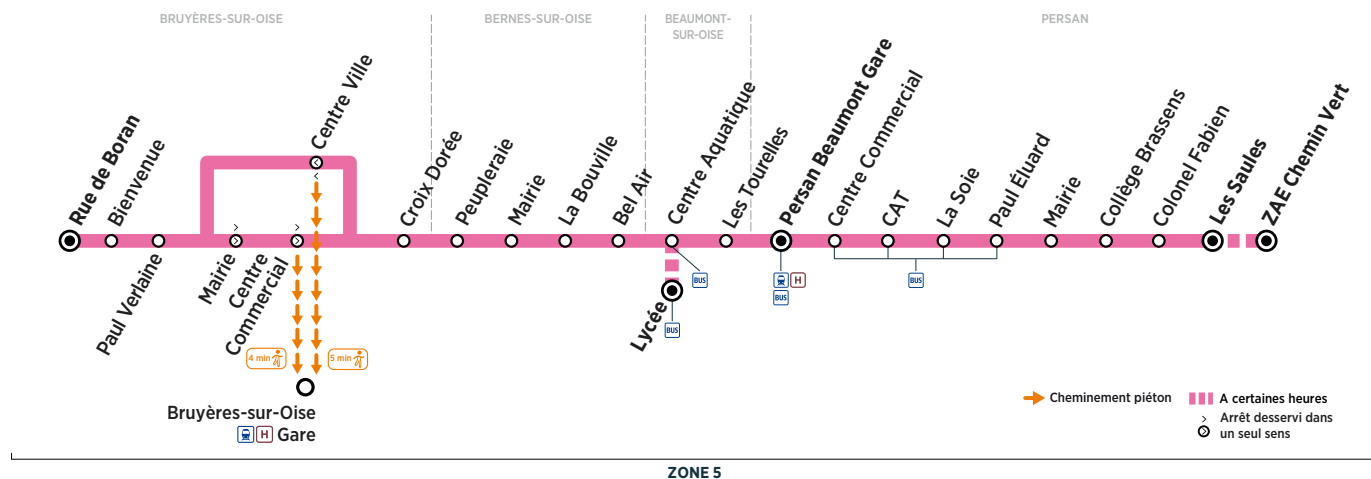 BRUYÈRES-SUR-OISE
BERNES-SUR-OISE
BEAUMONT-
SUR-OISE
PERSAN
Rue de Boran
Bienvenue
Paul Verlaine
Mairie
Centre
Commercial
Centre Ville
Croix Dorée
Peupleraie
Mairie
La Bouville
Bel Air
Centre Aquatique
Les Tourelles
Persan Beaumont Gare
Centre Commercial
CAT
La Soie
Paul Éluard
Mairie
Collège Brassens
Colonel Fabien
Les Saules
ZAE Chemin Vert
BUS
H
BUS
BUS
Lycée
BUS
4 min
5 min
Bruyères-sur-Oise
H Gare
Cheminement piéton
A certaines heures
Arrêt desservi dans
un seul sens
ZONE 5